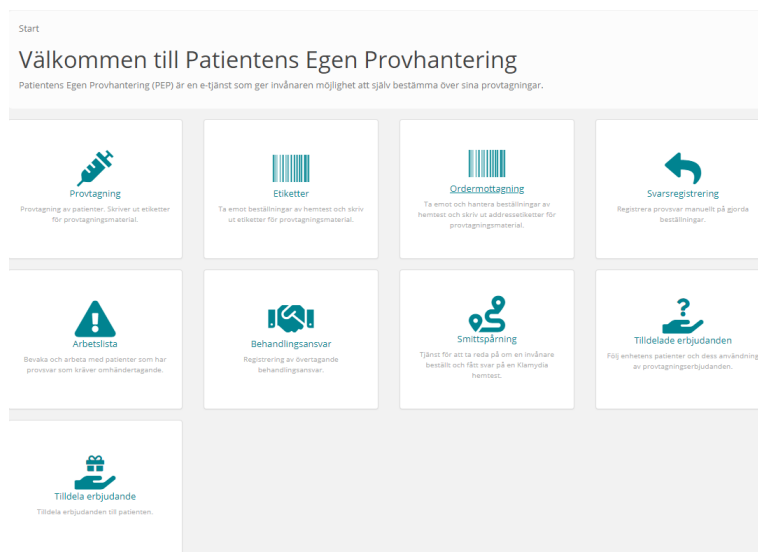 Start
Välkommen till Patientens Egen Provhantering
Patientens Egen Provhantering (PEP) är en e-tjänst som ger invånaren möjlighet att själv bestämma över sina provtagningar.
Provtagning
Provtagning av patienter. Skriver ut etiketter
för provtagningsmaterial.
Etiketter
Ta emot beställningar av hemtest och skriv
ut etiketter för provtagningsmaterial.
Ordermottagning
Ta emot och hantera beställningar av
hemtest och skriv ut addressetiketter för
provtagningsmaterial.
Svarsregistrering
Registrera provsvar manuellt på gjorda
beställningar.
Arbetslista
Bevaka och arbeta med patienter som har
provsvar som kräver omhändertagande.
Behandlingsansvar
Registrering av övertagande
behandlingsansvar.
Smittspårning
Tjänst för att ta reda på om en invånare
beställt och fått svar på en Klamydia
hemtest.
Tilldelade erbjudanden
Följ enhetens patienter och dess användning
av provtagningserbjudanden.
Tilldela erbjudande
Tilldela erbjudanden till patienten.